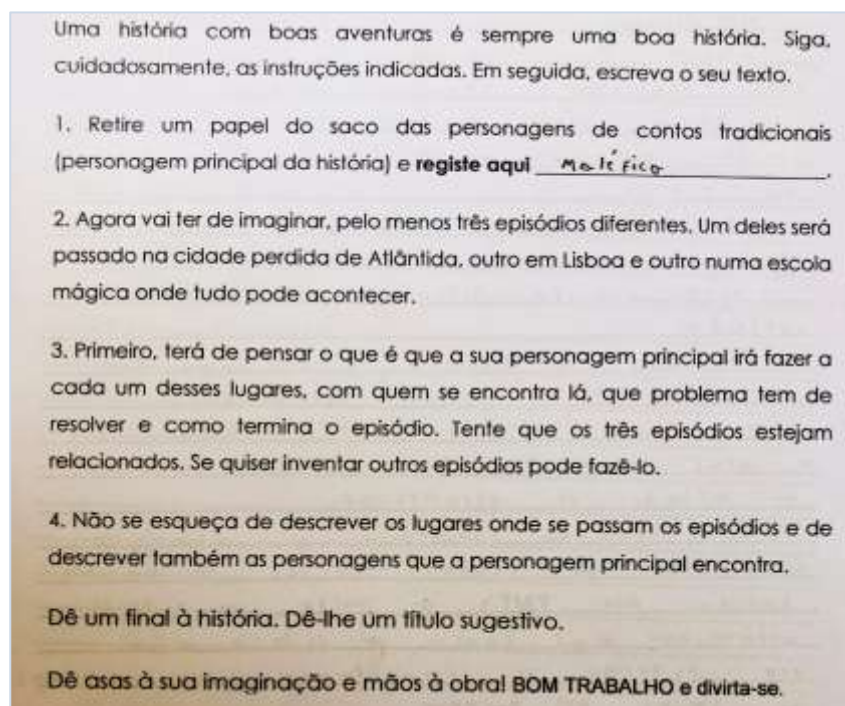 Uma história com boas aventuras é sempre uma boa história. Siga,
cuidadosamente, as instruções indicadas. Em seguida, escreva o seu texto.
1. Retire um papel do saco das personagens de contos tradicionais
(personagem principal da história) e registe aqui Maléfica.
2. Agora vai ter de imaginar, pelo menos três episódios diferentes. Um deles será
passado na cidade perdida de Atlântida, outro em Lisboa e outro numa escola
mágica onde tudo pode acontecer.
3. Primeiro, terá de pensar o que é que a sua personagem principal irá fazer a
cada um desses lugares, com quem se encontra lá, que problema tem de
resolver e como termina o episódio. Tente que os três episódios estejam
relacionados. Se quiser inventar outros episódios pode fazê-lo.
4. Não se esqueça de descrever os lugares onde se passam os episódios e de
descrever também as personagens que a personagem principal encontra.
Dê um final à história. Dê-lhe um título sugestivo.
Dê asas à sua imaginação e mãos à obra! BOM TRABALHO e divirta-se.